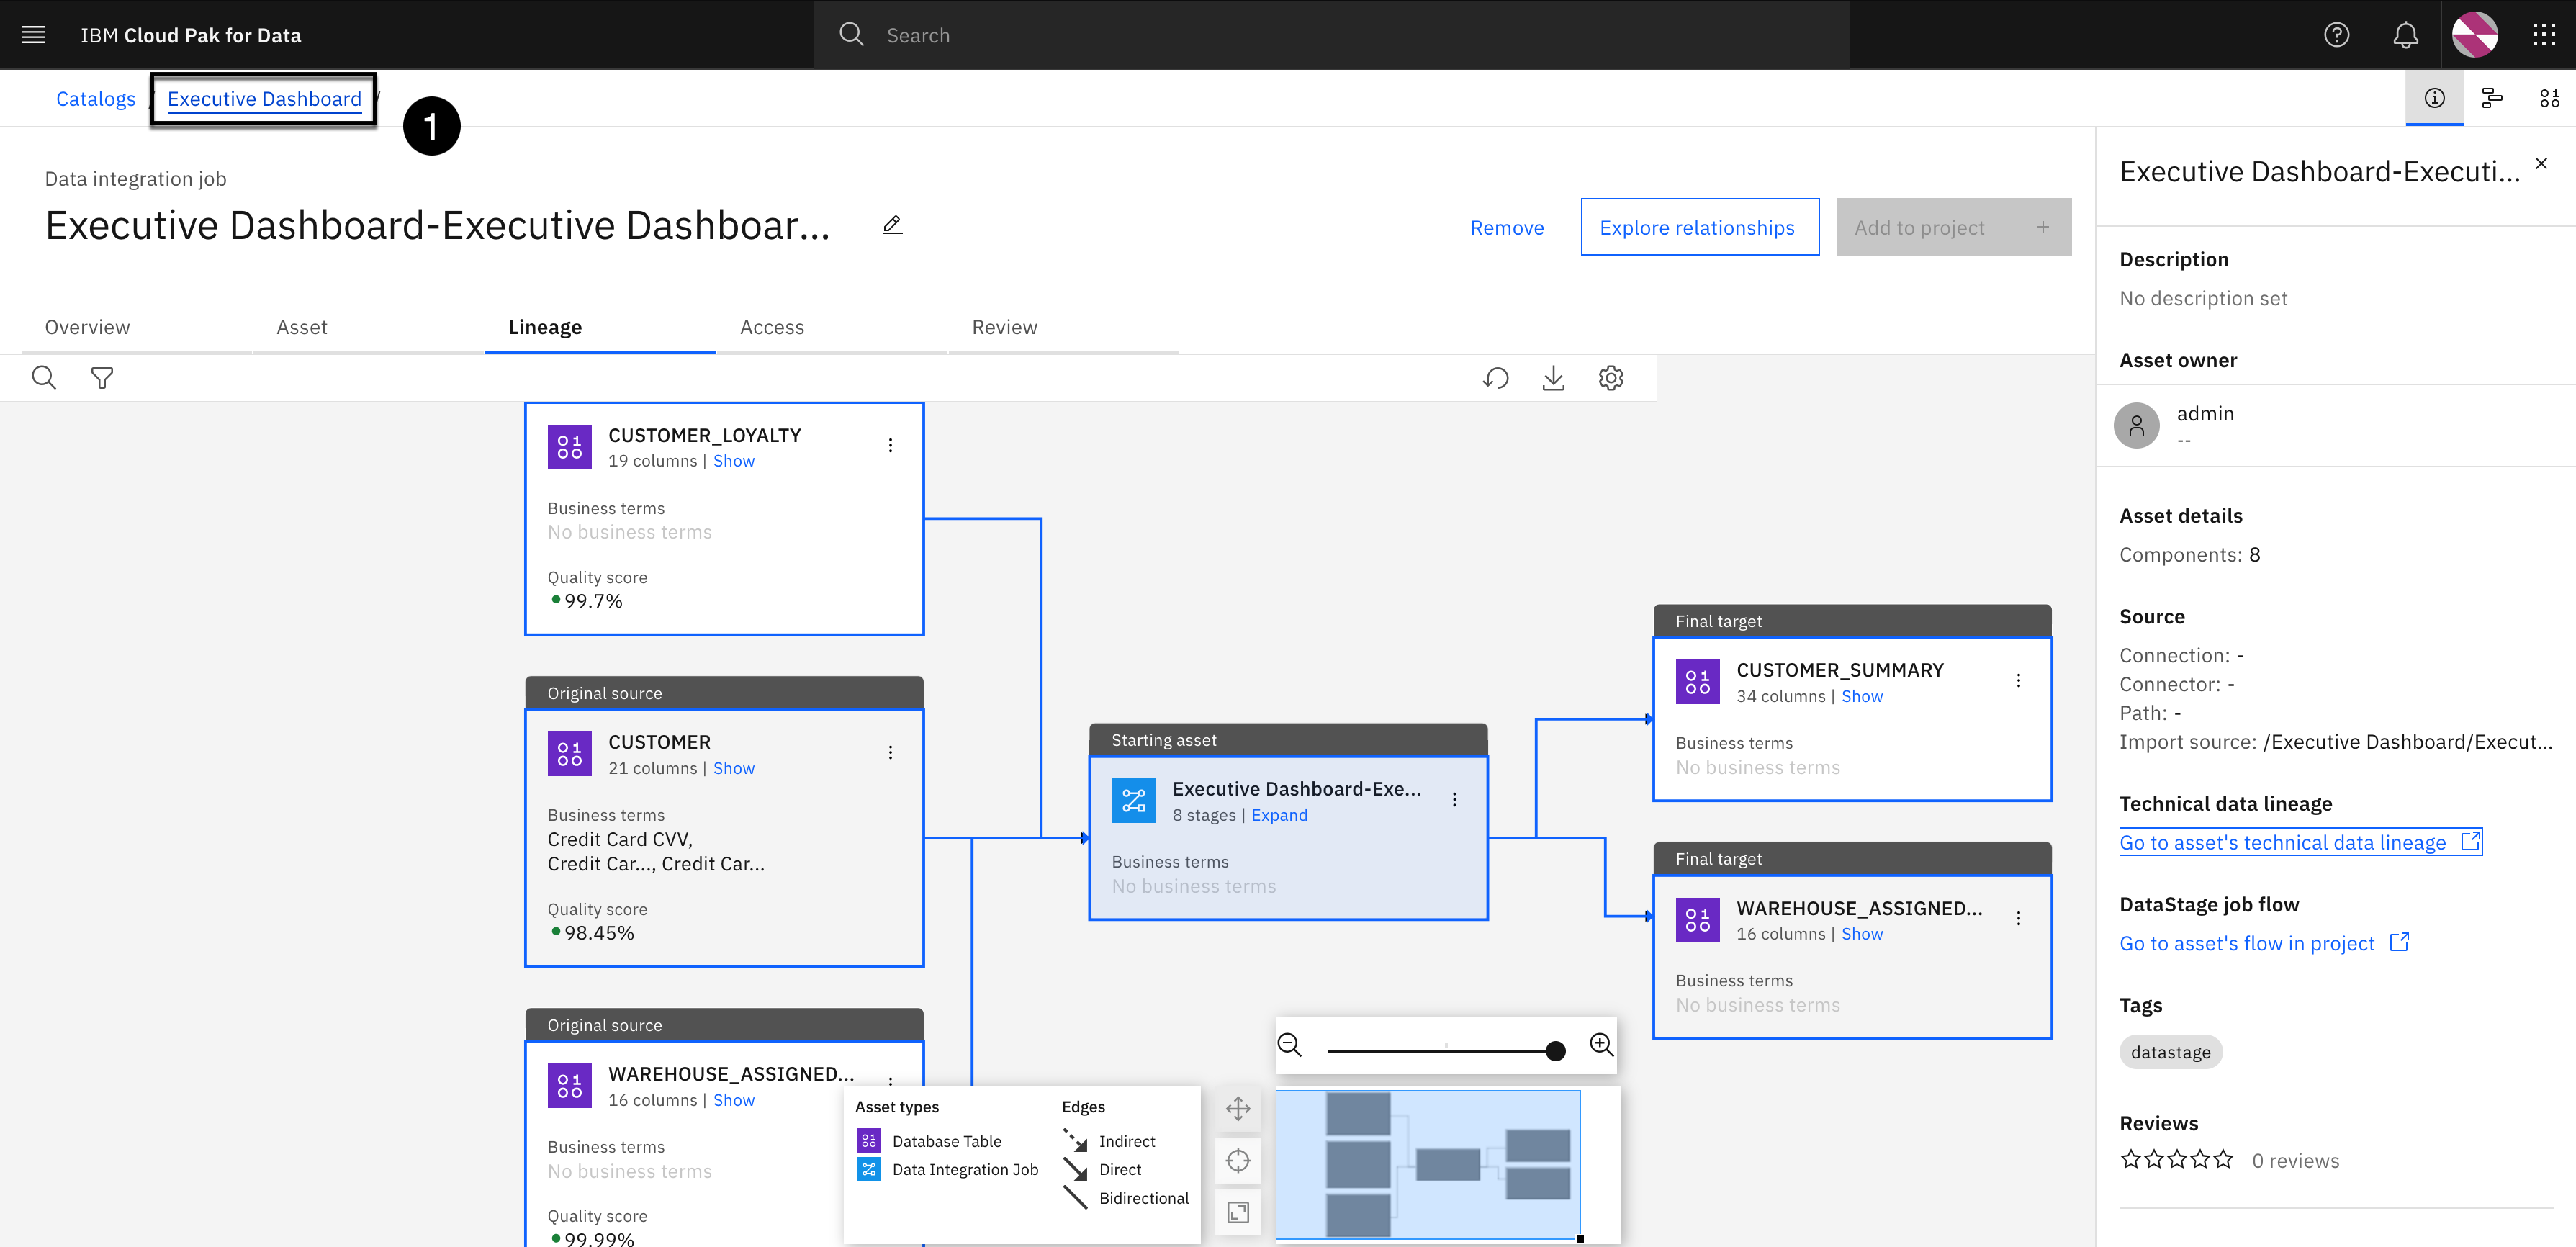 IBM Cloud Pak for Data
Search
Catalogs / Executive Dashboard /
1
Data integration job
Executive Dashboard-Executive Dashboar...
Remove
Explore relationships
Add to project +
Overview
Asset
Lineage
Access
Review
CUSTOMER_LOYALTY
19 columns | Show
Business terms
No business terms
Quality score
99.7%
Original source
CUSTOMER
21 columns | Show
Business terms
Credit Card CVV,
Credit Car..., Credit Car...
Quality score
98.45%
Original source
WAREHOUSE_ASSIGNED...
16 columns | Show
Business terms
No business terms
Quality score
99.99%
Starting asset
Executive Dashboard-Exe...
8 stages | Expand
Business terms
No business terms
Final target
CUSTOMER_SUMMARY
34 columns | Show
Business terms
No business terms
Final target
WAREHOUSE_ASSIGNED...
16 columns | Show
Business terms
No business terms
Asset types
Database Table
Data Integration Job
Edges
Indirect
Direct
Bidirectional
Executive Dashboard-Executi...
Description
No description set
Asset owner
admin
--
Asset details
Components: 8
Source
Connection: -
Connector: -
Path: -
Import source: /Executive Dashboard/Execut...
Technical data lineage
Go to asset's technical data lineage
DataStage job flow
Go to asset's flow in project
Tags
datastage
Reviews
0 reviews